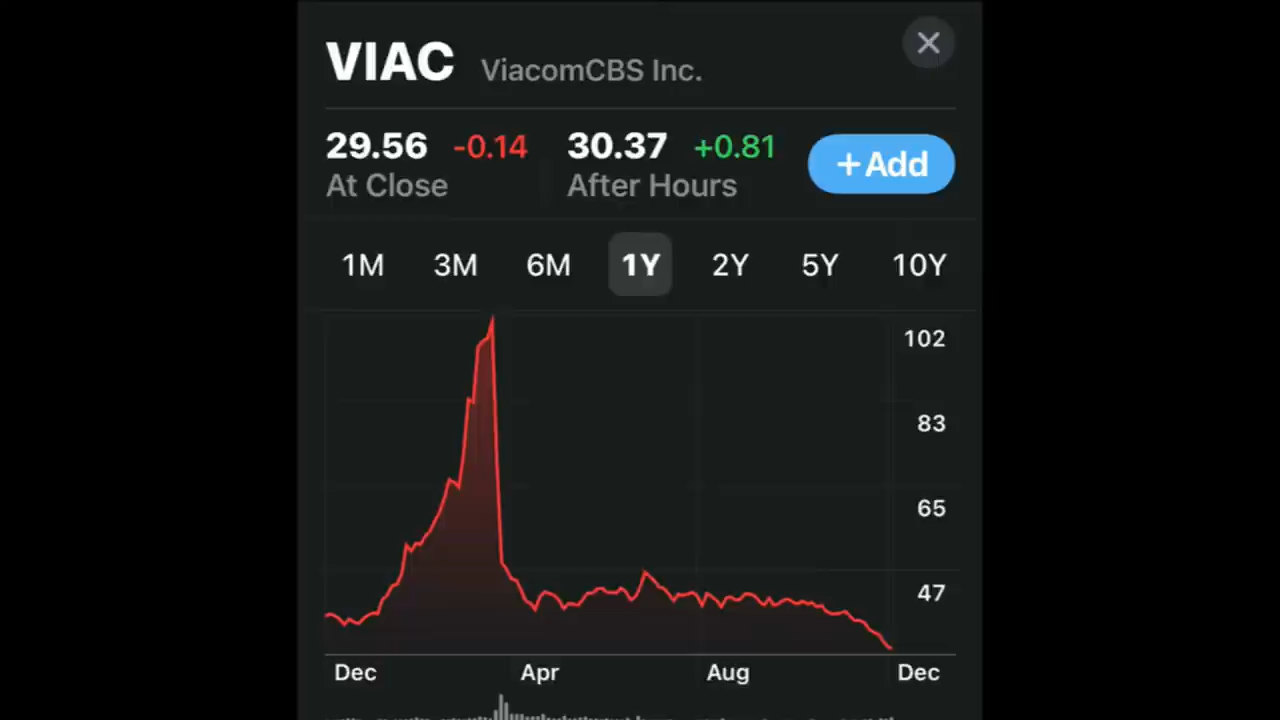 VIAC ViacomCBS Inc.
29.56 -0.14 30.37 +0.81 +Add
At Close After Hours
1M 3M 6M 1Y 2Y 5Y 10Y
102
83
65
47
Dec Apr Aug Dec